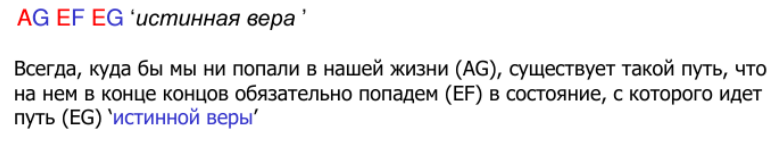 AG EF EG ‘истинная вера ’
Всегда, куда бы мы ни попали в нашей жизни (AG), существует такой путь, что
на нем в конце концов обязательно попадем (EF) в состояние, с которого идет
путь (EG) ‘истинной веры’